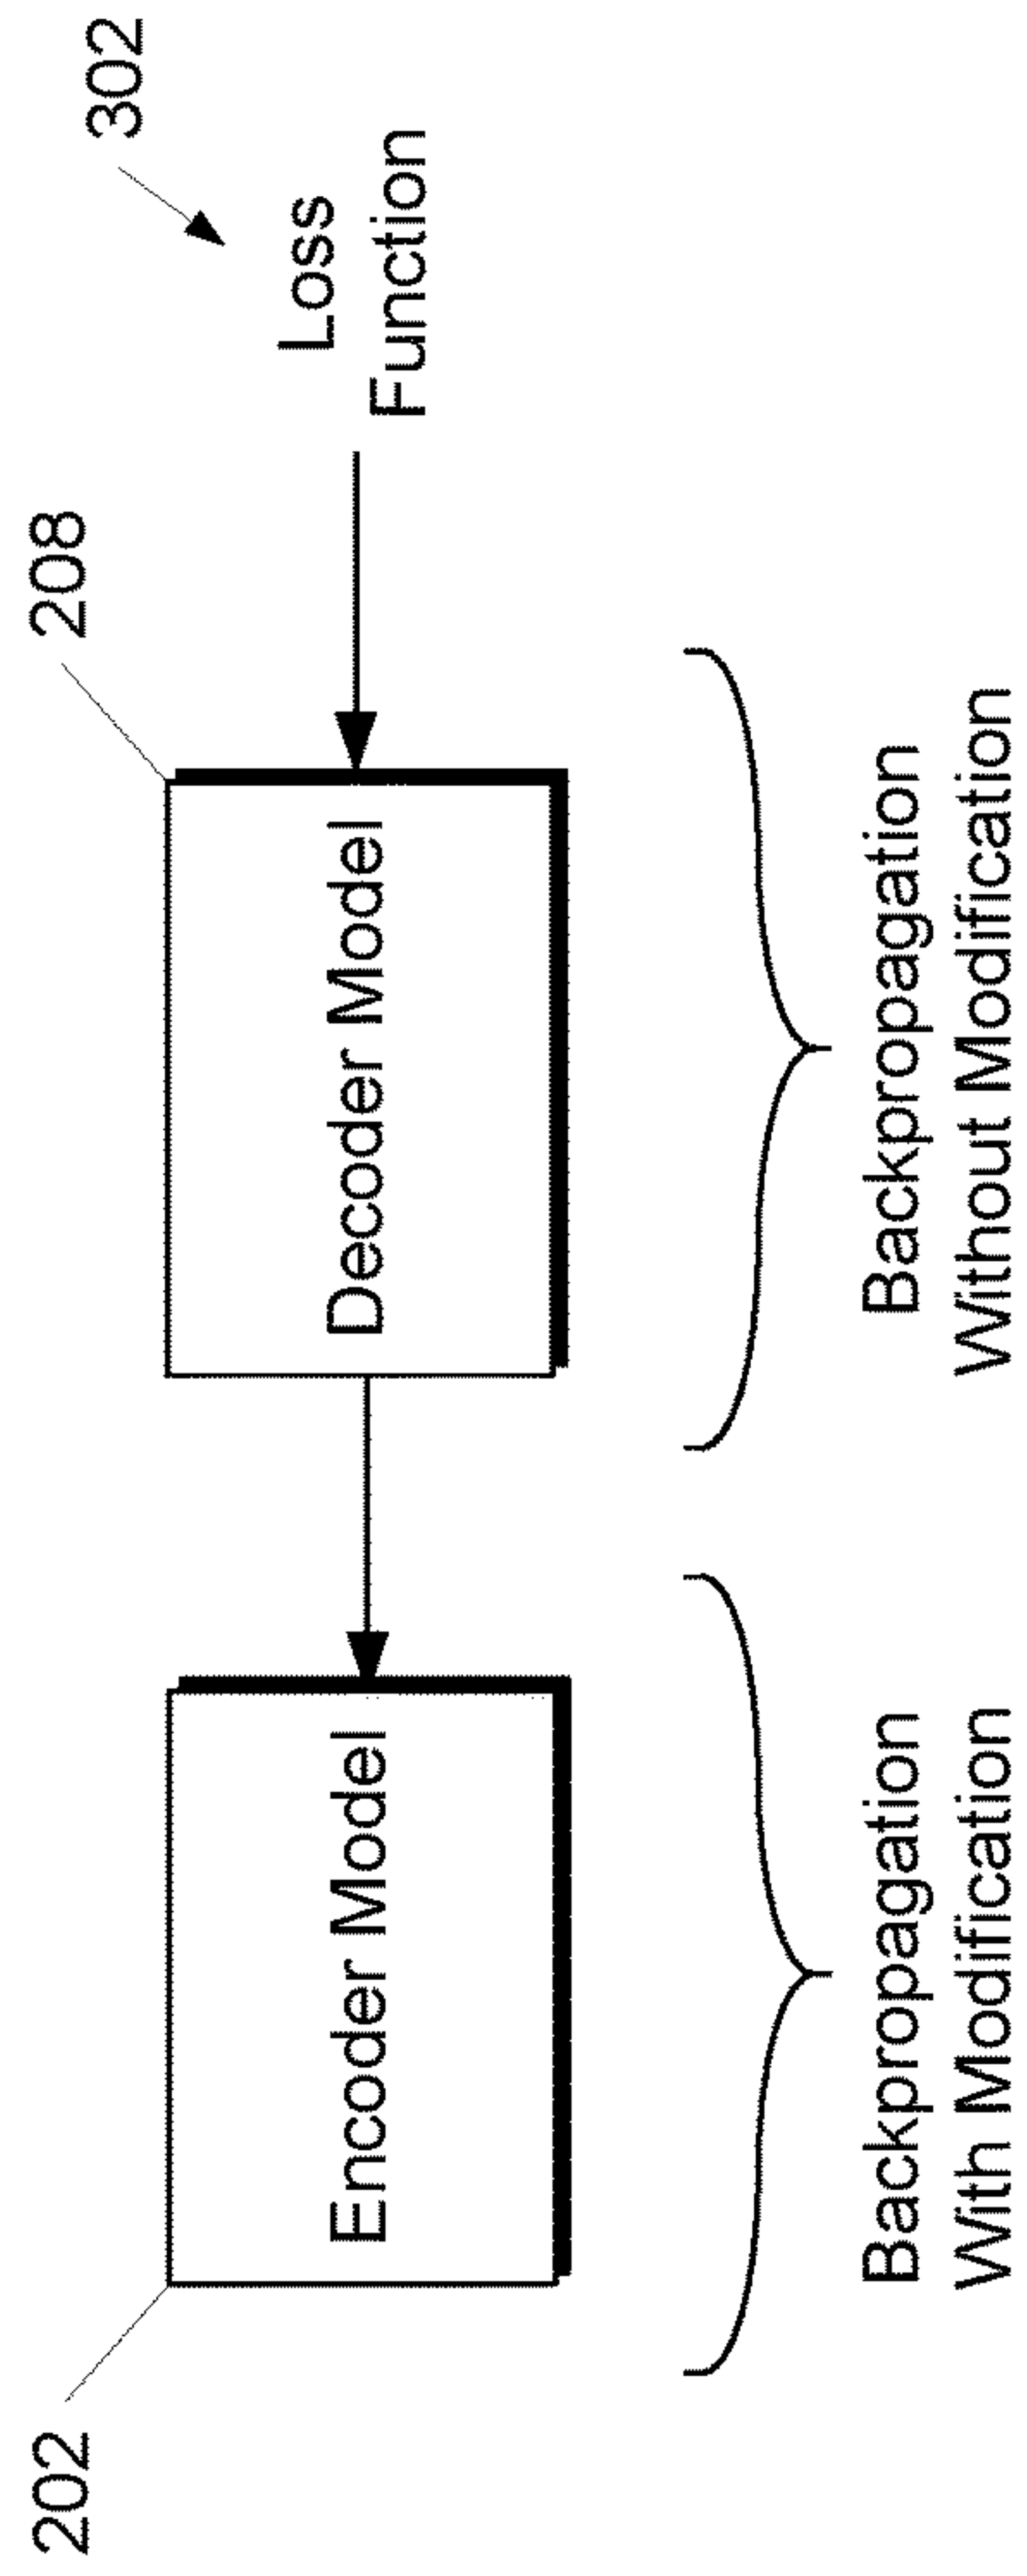 302
208
202
Loss
Function
Encoder Model
Decoder Model
Backpropagation
With Modification
Backpropagation
Without Modification